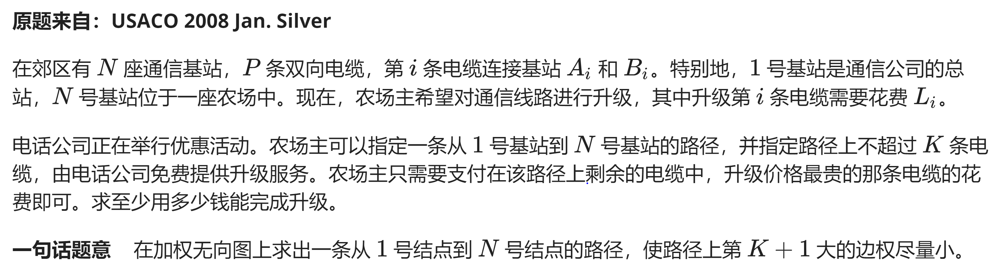 原题来自：USACO 2008 Jan. Silver
在郊区有 N 座通信基站，P 条双向电缆，第 i 条电缆连接基站 A_i 和 B_i。特别地，1 号基站是通信公司的总
站，N 号基站位于一座农场中。现在，农场主希望对通信线路进行升级，其中升级第 i 条电缆需要花费 L_i。
电话公司正在举行优惠活动。农场主可以指定一条从 1 号基站到 N 号基站的路径，并指定路径上不超过 K 条电
缆，由电话公司免费提供升级服务。农场主只需要支付在该路径上剩余的电缆中，升级价格最贵的那条电缆的花
费即可。求至少用多少钱能完成升级。
一句话题意 在加权无向图上求出一条从 1 号结点到 N 号结点的路径，使路径上第 K + 1 大的边权尽量小。